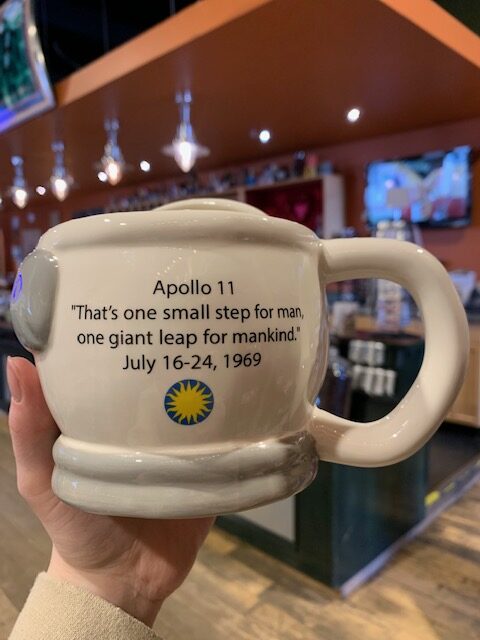 Apollo 11
"That's one small step for man,
one giant leap for mankind."
July 16-24, 1969